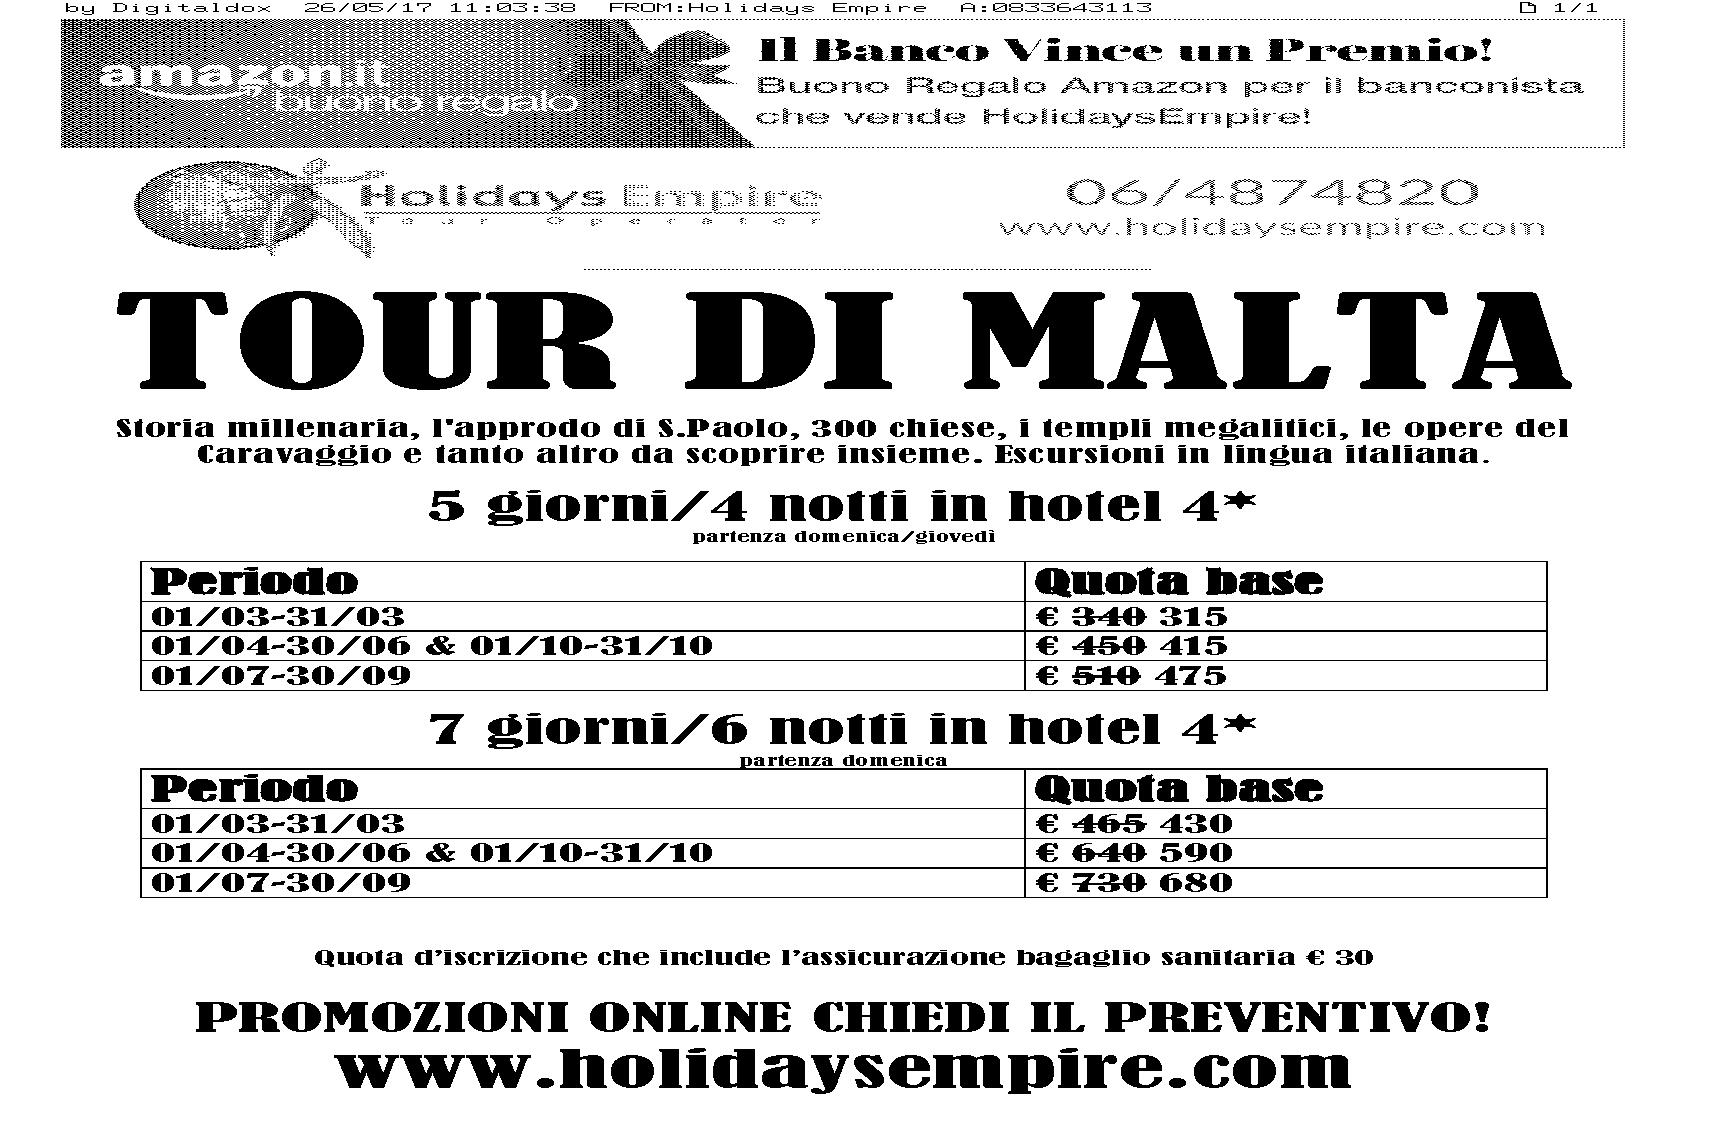 by Digitaldox 26/05/17 11:03:38 FROM:Holidays Empire A:0833643113 1/1
amazon.it
buono regalo
Il Banco Vince un Premio!
Buono Regalo Amazon per il banconista
che vende HolidaysEmpire!
Holidays Empire
Tour Operator
06/4874820
www.holidaysempire.com
TOUR DI MALTA
Storia millenaria, l'approdo di S.Paolo, 300 chiese, i templi megalitici, le opere del
Caravaggio e tanto altro da scoprire insieme. Escursioni in lingua italiana.
5 giorni/4 notti in hotel 4*
partenza domenica/giovedì
Periodo Quota base
01/03-31/03 € 340 315
01/04-30/06 & 01/10-31/10 € 450 415
01/07-30/09 € 510 475
7 giorni/6 notti in hotel 4*
partenza domenica
Periodo Quota base
01/03-31/03 € 465 430
01/04-30/06 & 01/10-31/10 € 640 590
01/07-30/09 € 730 680
Quota d’iscrizione che include l’assicurazione bagaglio sanitaria € 30
PROMOZIONI ONLINE CHIEDI IL PREVENTIVO!
www.holidaysempire.com